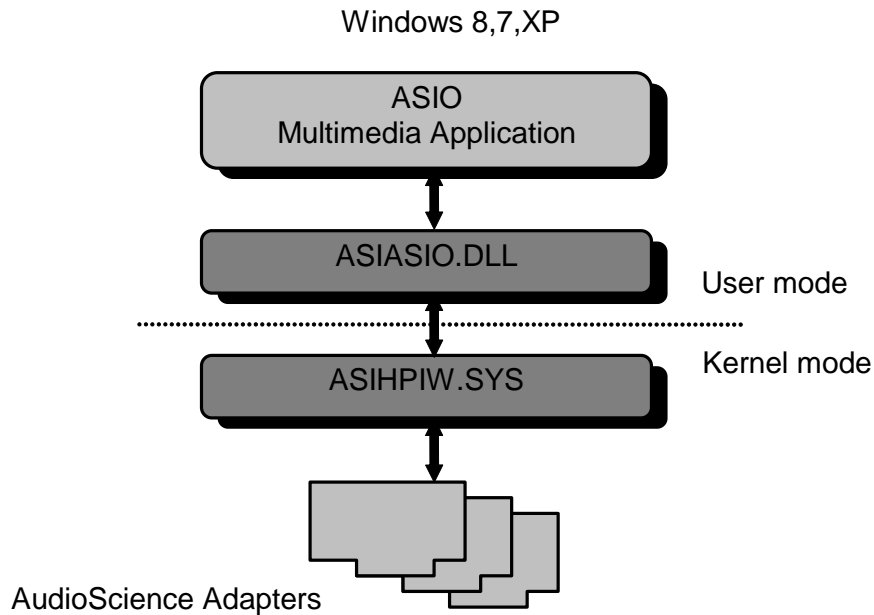 Windows 8,7,XP
ASIO
Multimedia Application
ASIASIO.DLL
User mode
Kernel mode
ASIHPIW.SYS
AudioScience Adapters